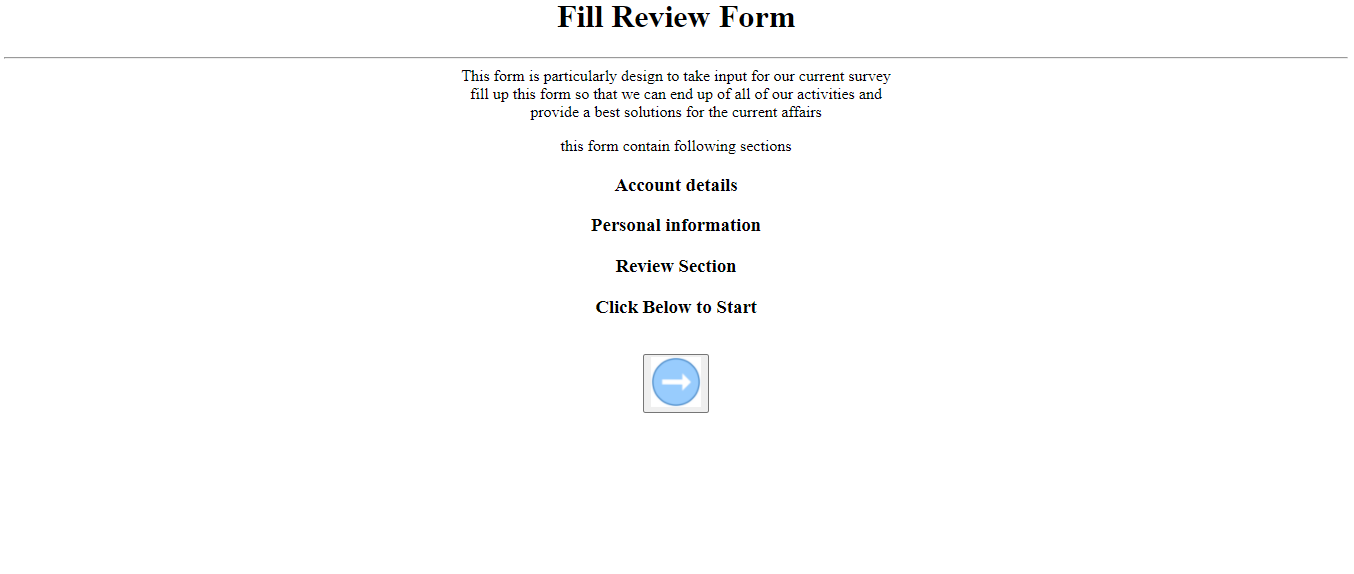 Fill Review Form
This form is particularly design to take input for our current survey
fill up this form so that we can end up of all of our activities and
provide a best solutions for the current affairs
this form contain following sections
Account details
Personal information
Review Section
Click Below to Start